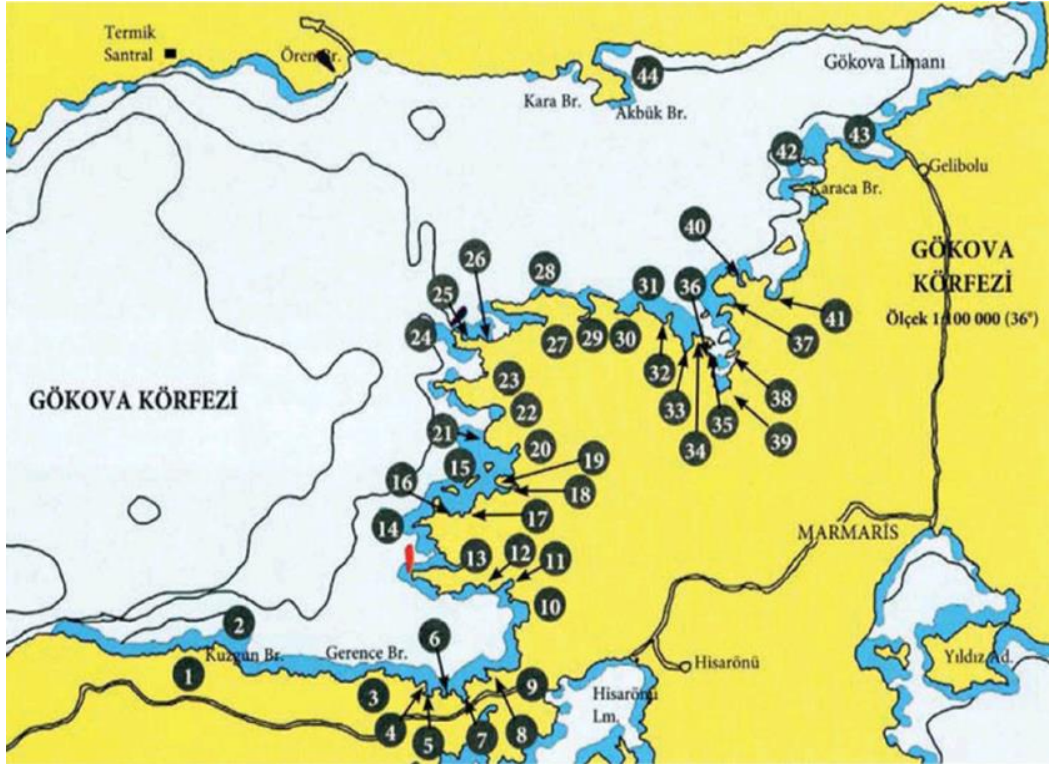 Termik
Santral
Ören Br.
Gökova Limanı
44
Kara Br.
Akbük Br.
43
42
Gelibolu
Karaca Br.
40
26
GÖKOVA
KÖRFEZİ
Ölçek 1:100 000 (36°)
28
25
31
36
41
24
27
29
30
37
32
38
23
33
35
GÖKOVA KÖRFEZİ
22
34
39
21
20
19
15
16
18
14
17
MARMARİS
13
12
11
10
2
6
Kuzgun Br.
Gerence Br.
Yıldız Ad.
Hisarönü
1
3
9
Hisarönü
Lm.
4
5
7
8